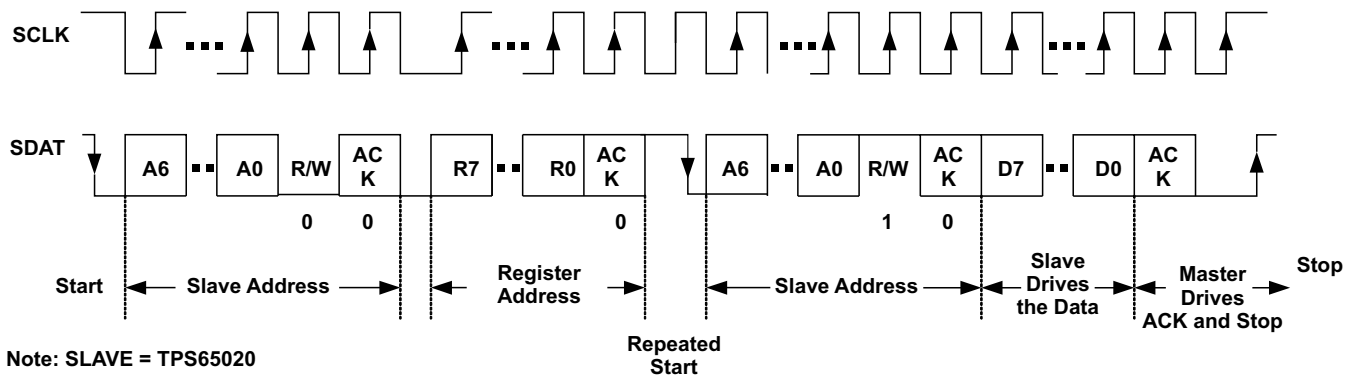 SCLK
SDAT
A6 A0 R/W AC K R7 R0 AC K A6 A0 R/W AC K D7 D0 AC K
0 0 0 1 0
Start
Slave Address
Register
Address
Repeated
Start
Slave Address
Slave
Drives
the Data
Master
Drives
ACK and Stop
Stop
Note: SLAVE = TPS65020